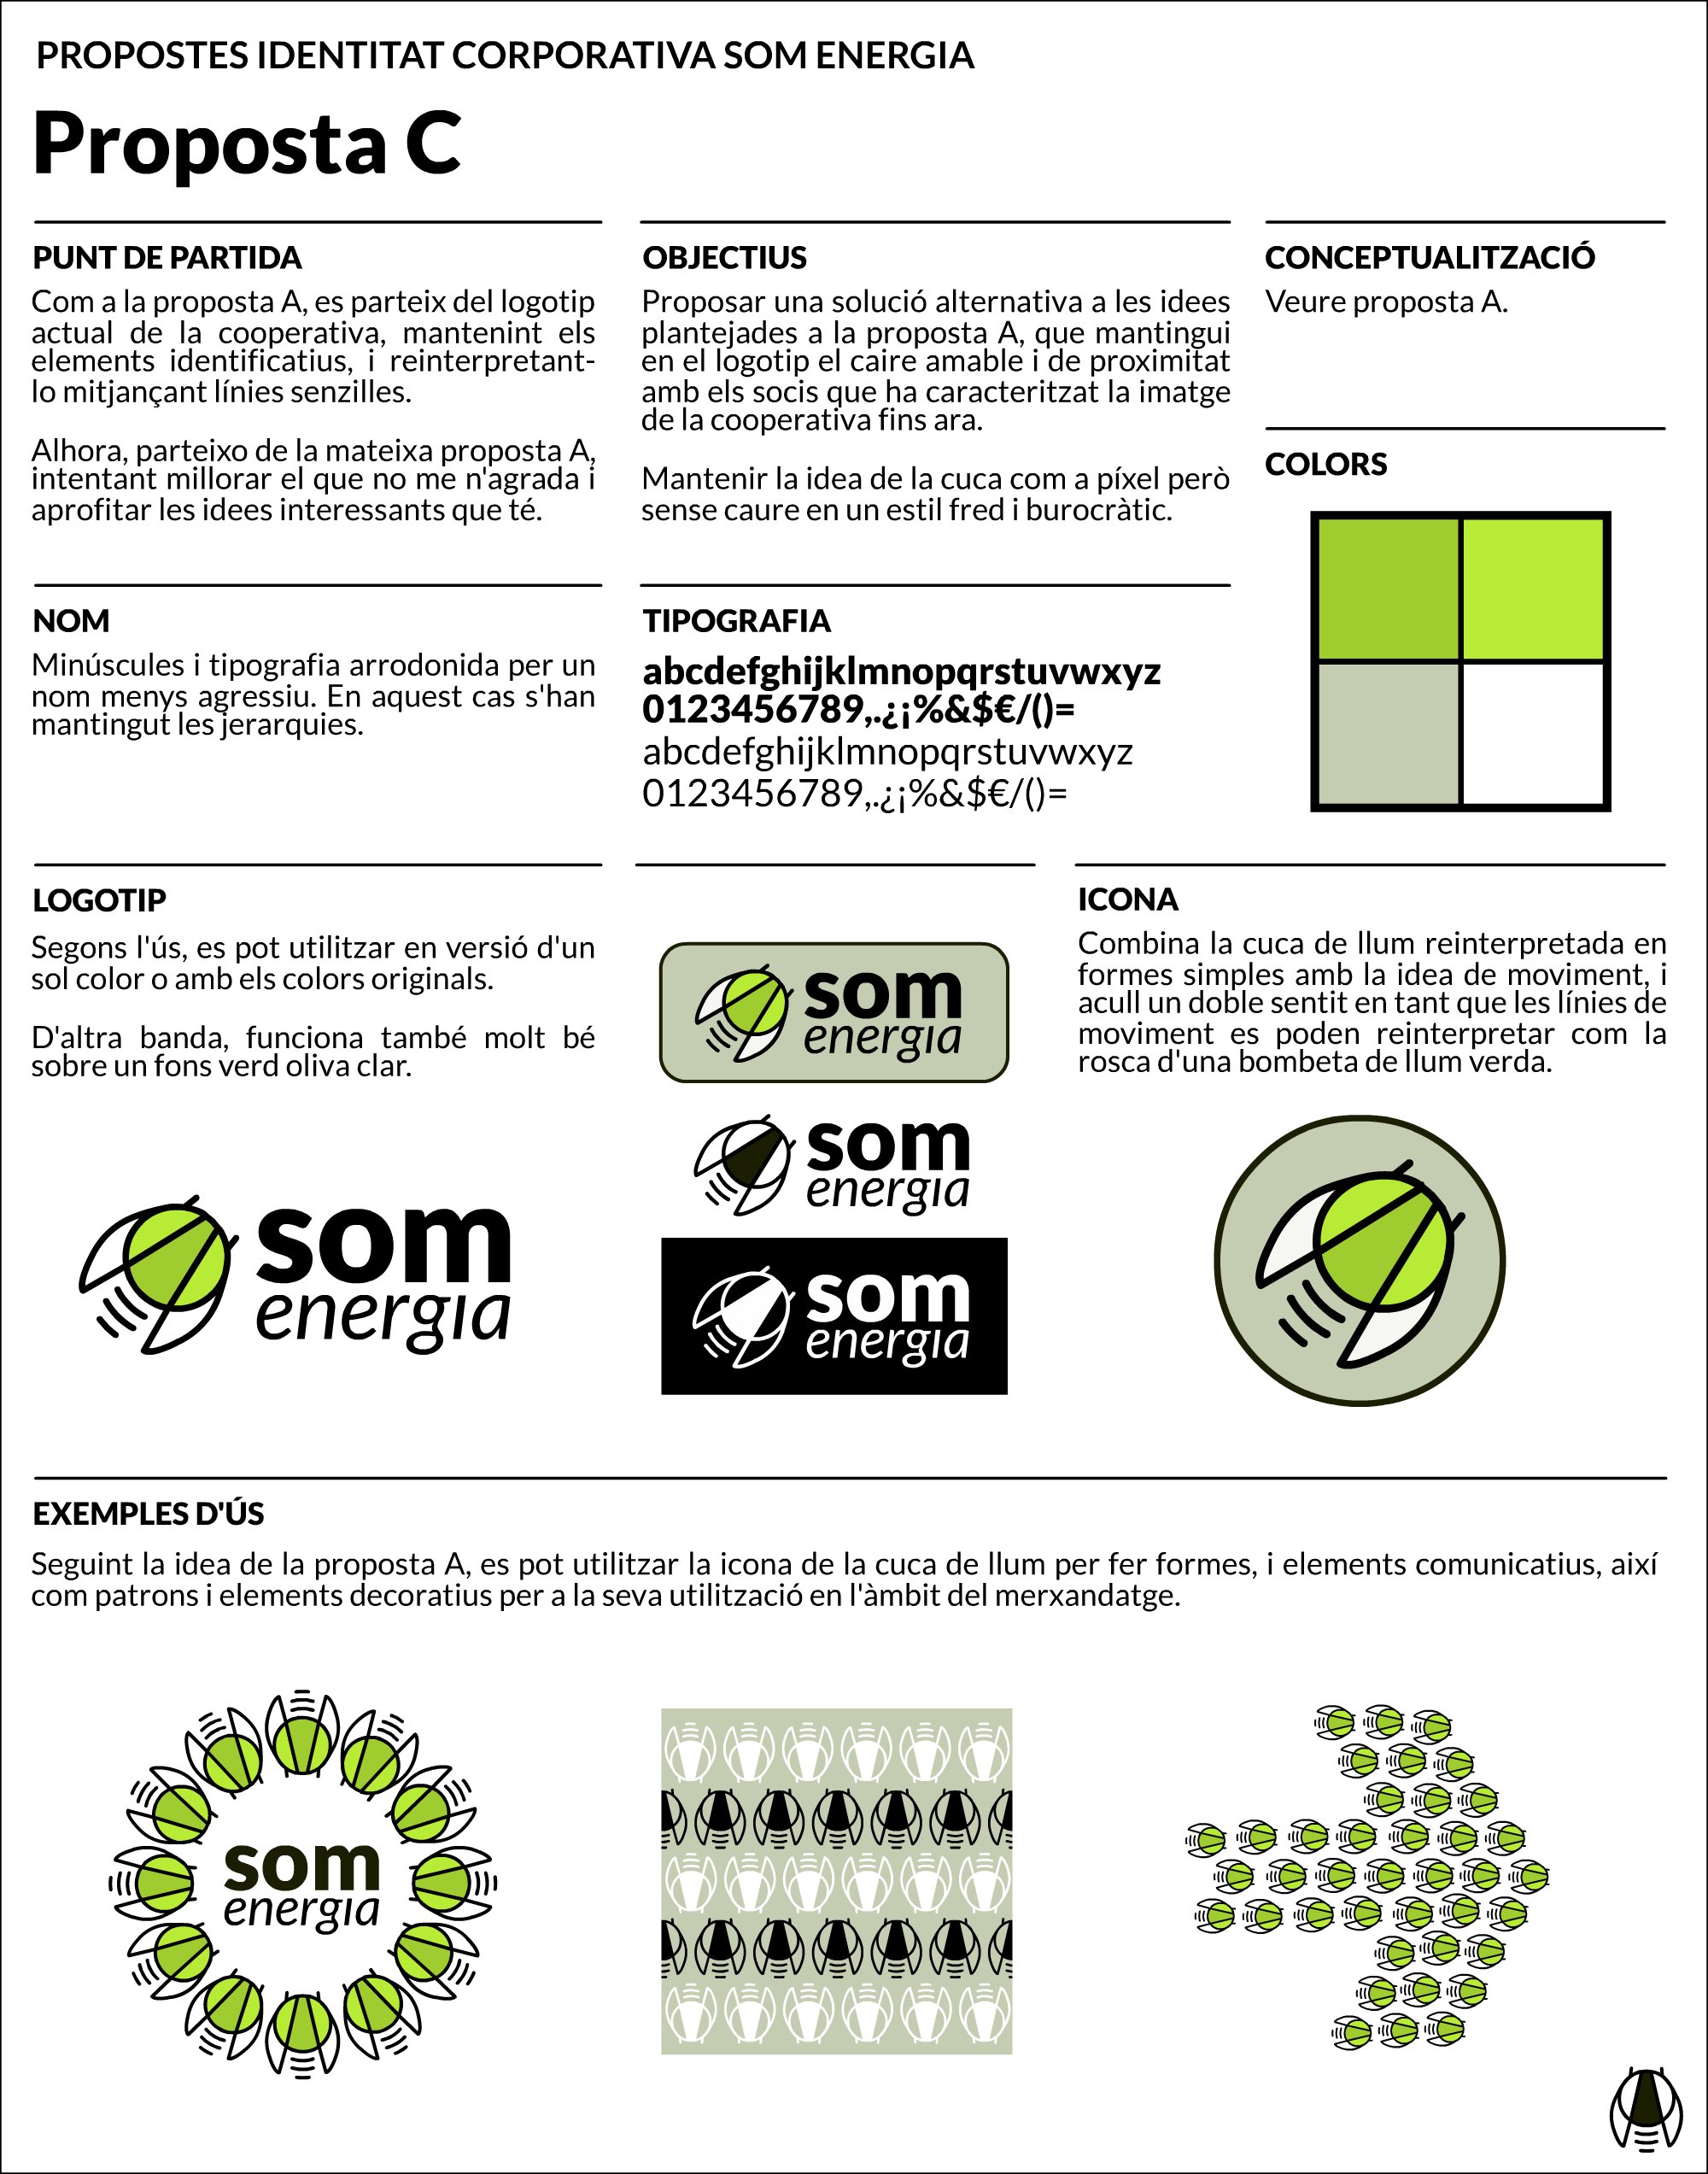 PROPOSTES IDENTITAT CORPORATIVA SOM ENERGIA
Proposta C
PUNT DE PARTIDA
Com a la proposta A, es parteix del logotip
actual de la cooperativa, mantenint els
elements identificatius, i reinterpretant-
lo mitjançant línies senzilles.
Alhora, parteixo de la mateixa proposta A,
intentant millorar el que no me n'agrada i
aprofitar les idees interessants que té.
OBJECTIUS
Proposar una solució alternativa a les idees
plantejades a la proposta A, que mantingui
en el logotip el caire amable i de proximitat
amb els socis que ha caracteritzat la imatge
de la cooperativa fins ara.
Mantenir la idea de la cuca com a píxel però
sense caure en un estil fred i burocràtic.
CONCEPTUALITZACIÓ
Veure proposta A.
COLORS
NOM
Minúscules i tipografia arrodonida per un
nom menys agressiu. En aquest cas s'han
mantingut les jerarquies.
TIPOGRAFIA
abcdefghijklmnopqrstuvwxyz
0123456789,.¿¡%&$€/()=
abcdefghijklmnopqrstuvwxyz
0123456789,.¿¡%&$€/()=
LOGOTIP
Segons l'ús, es pot utilitzar en versió d'un
sol color o amb els colors originals.
D'altra banda, funciona també molt bé
sobre un fons verd oliva clar.
som
energia
som
energia
som
energia
som
energia
ICONA
Combina la cuca de llum reinterpretada en
formes simples amb la idea de moviment, i
acull un doble sentit en tant que les línies de
moviment es poden reinterpretar com la
rosca d'una bombeta de llum verda.
EXEMPLES D'ÚS
Seguint la idea de la proposta A, es pot utilitzar la icona de la cuca de llum per fer formes, i elements comunicatius, així
com patrons i elements decoratius per a la seva utilització en l'àmbit del merxandatge.
som
energia